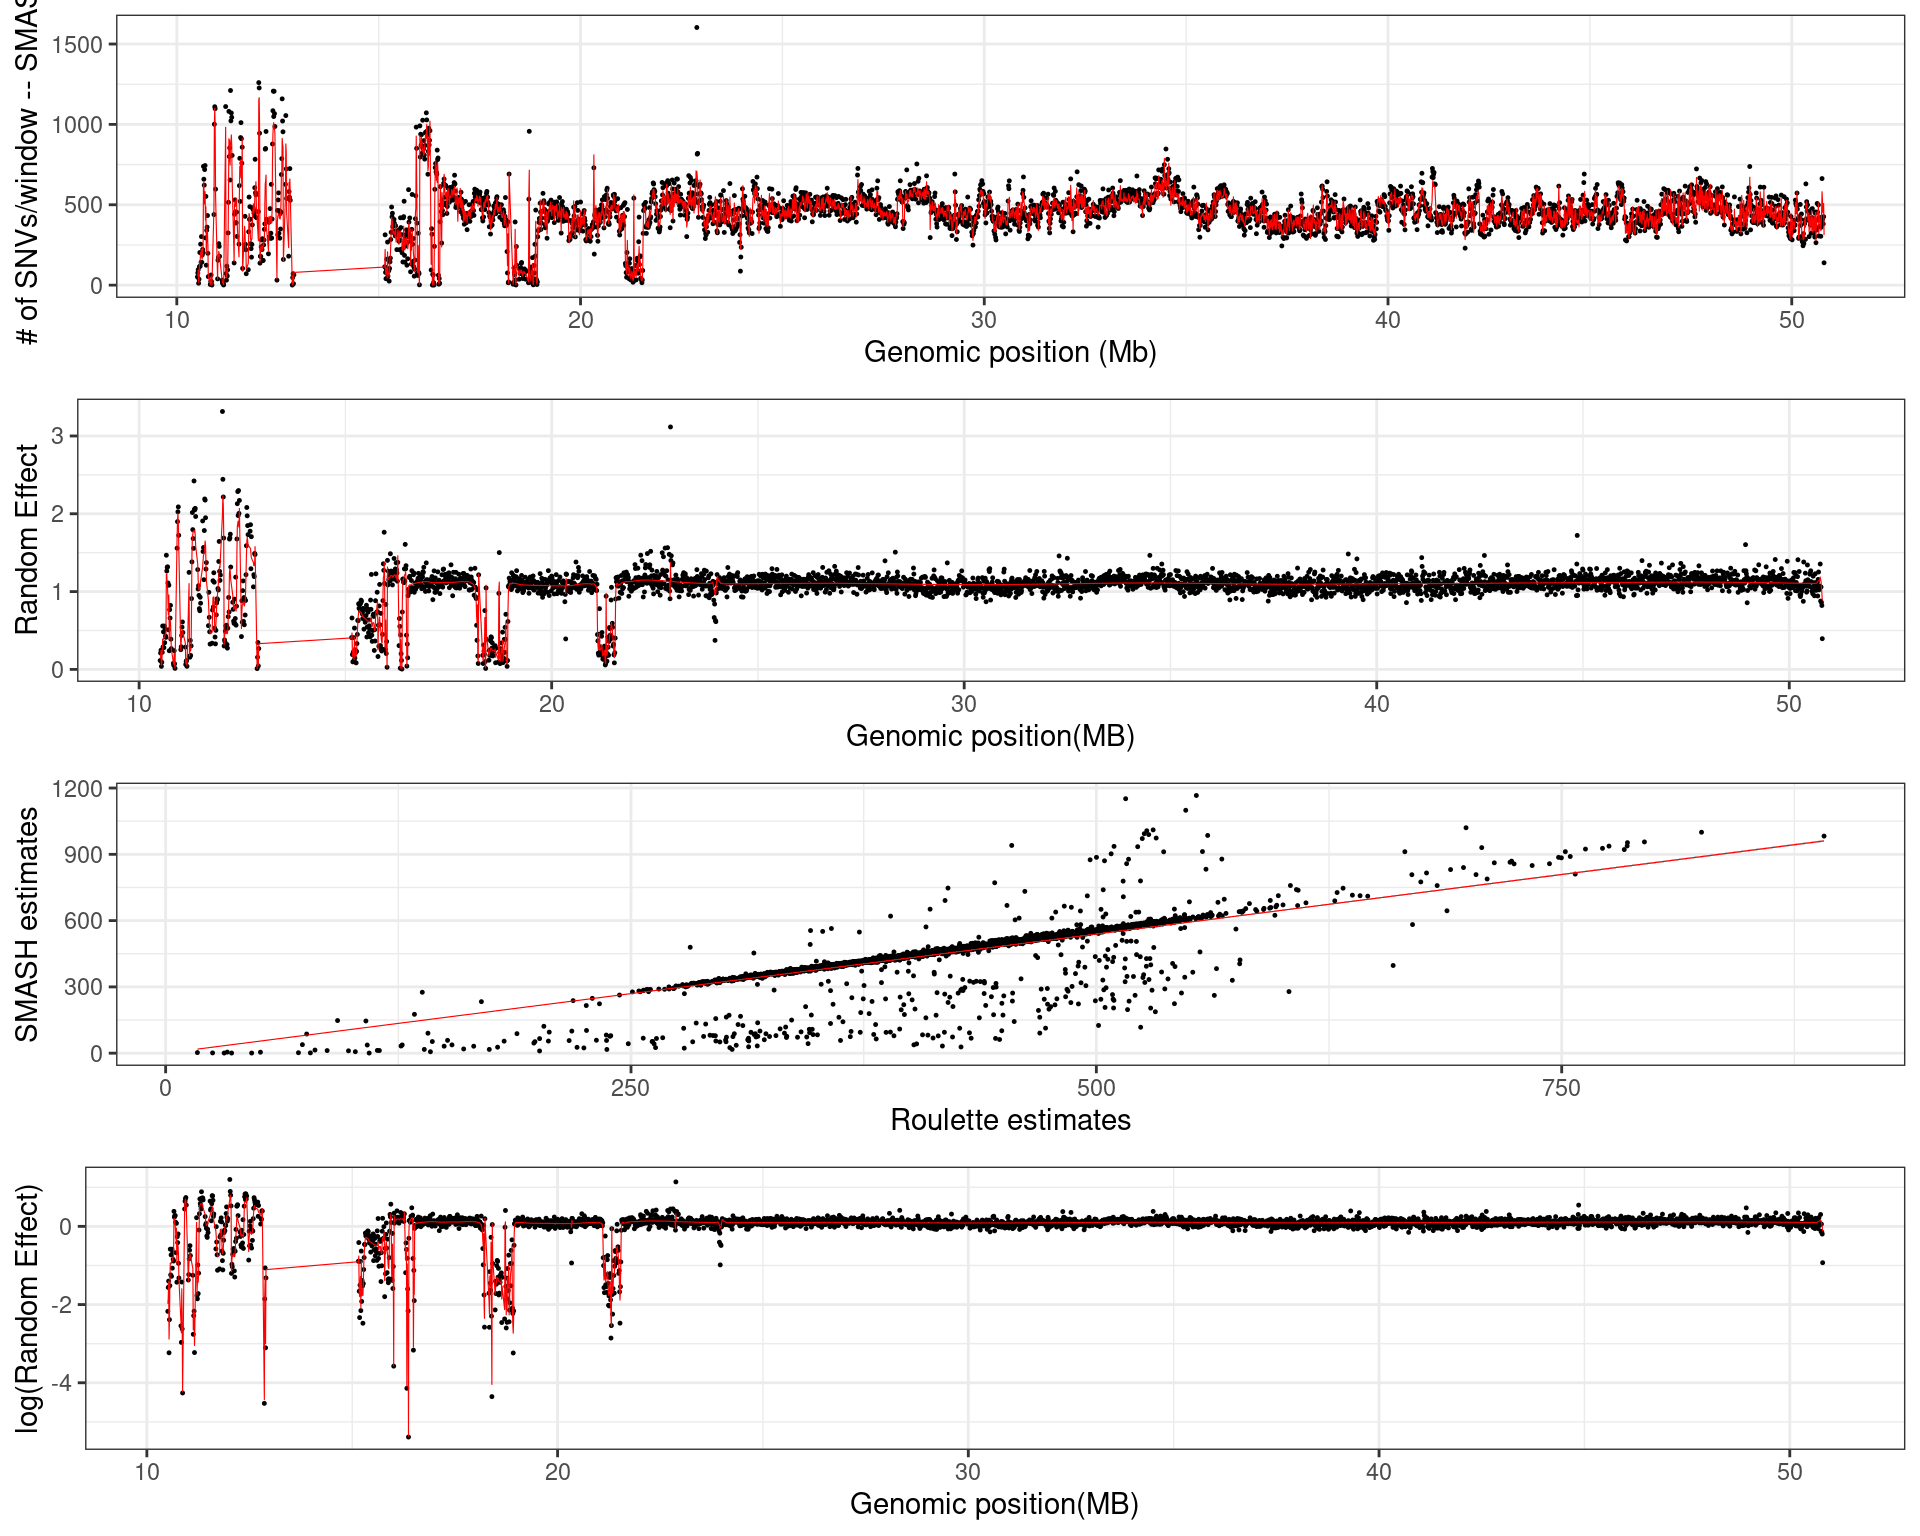 # of SNVs/window -- SMAS
1500
1000
500
0
10 20 30 40 50
Genomic position (Mb)
Random Effect
3
2
1
0
10 20 30 40 50
Genomic position(MB)
SMASH estimates
1200
900
600
300
0
0 250 500 750
Roulette estimates
log(Random Effect)
0
-2
-4
10 20 30 40 50
Genomic position(MB)